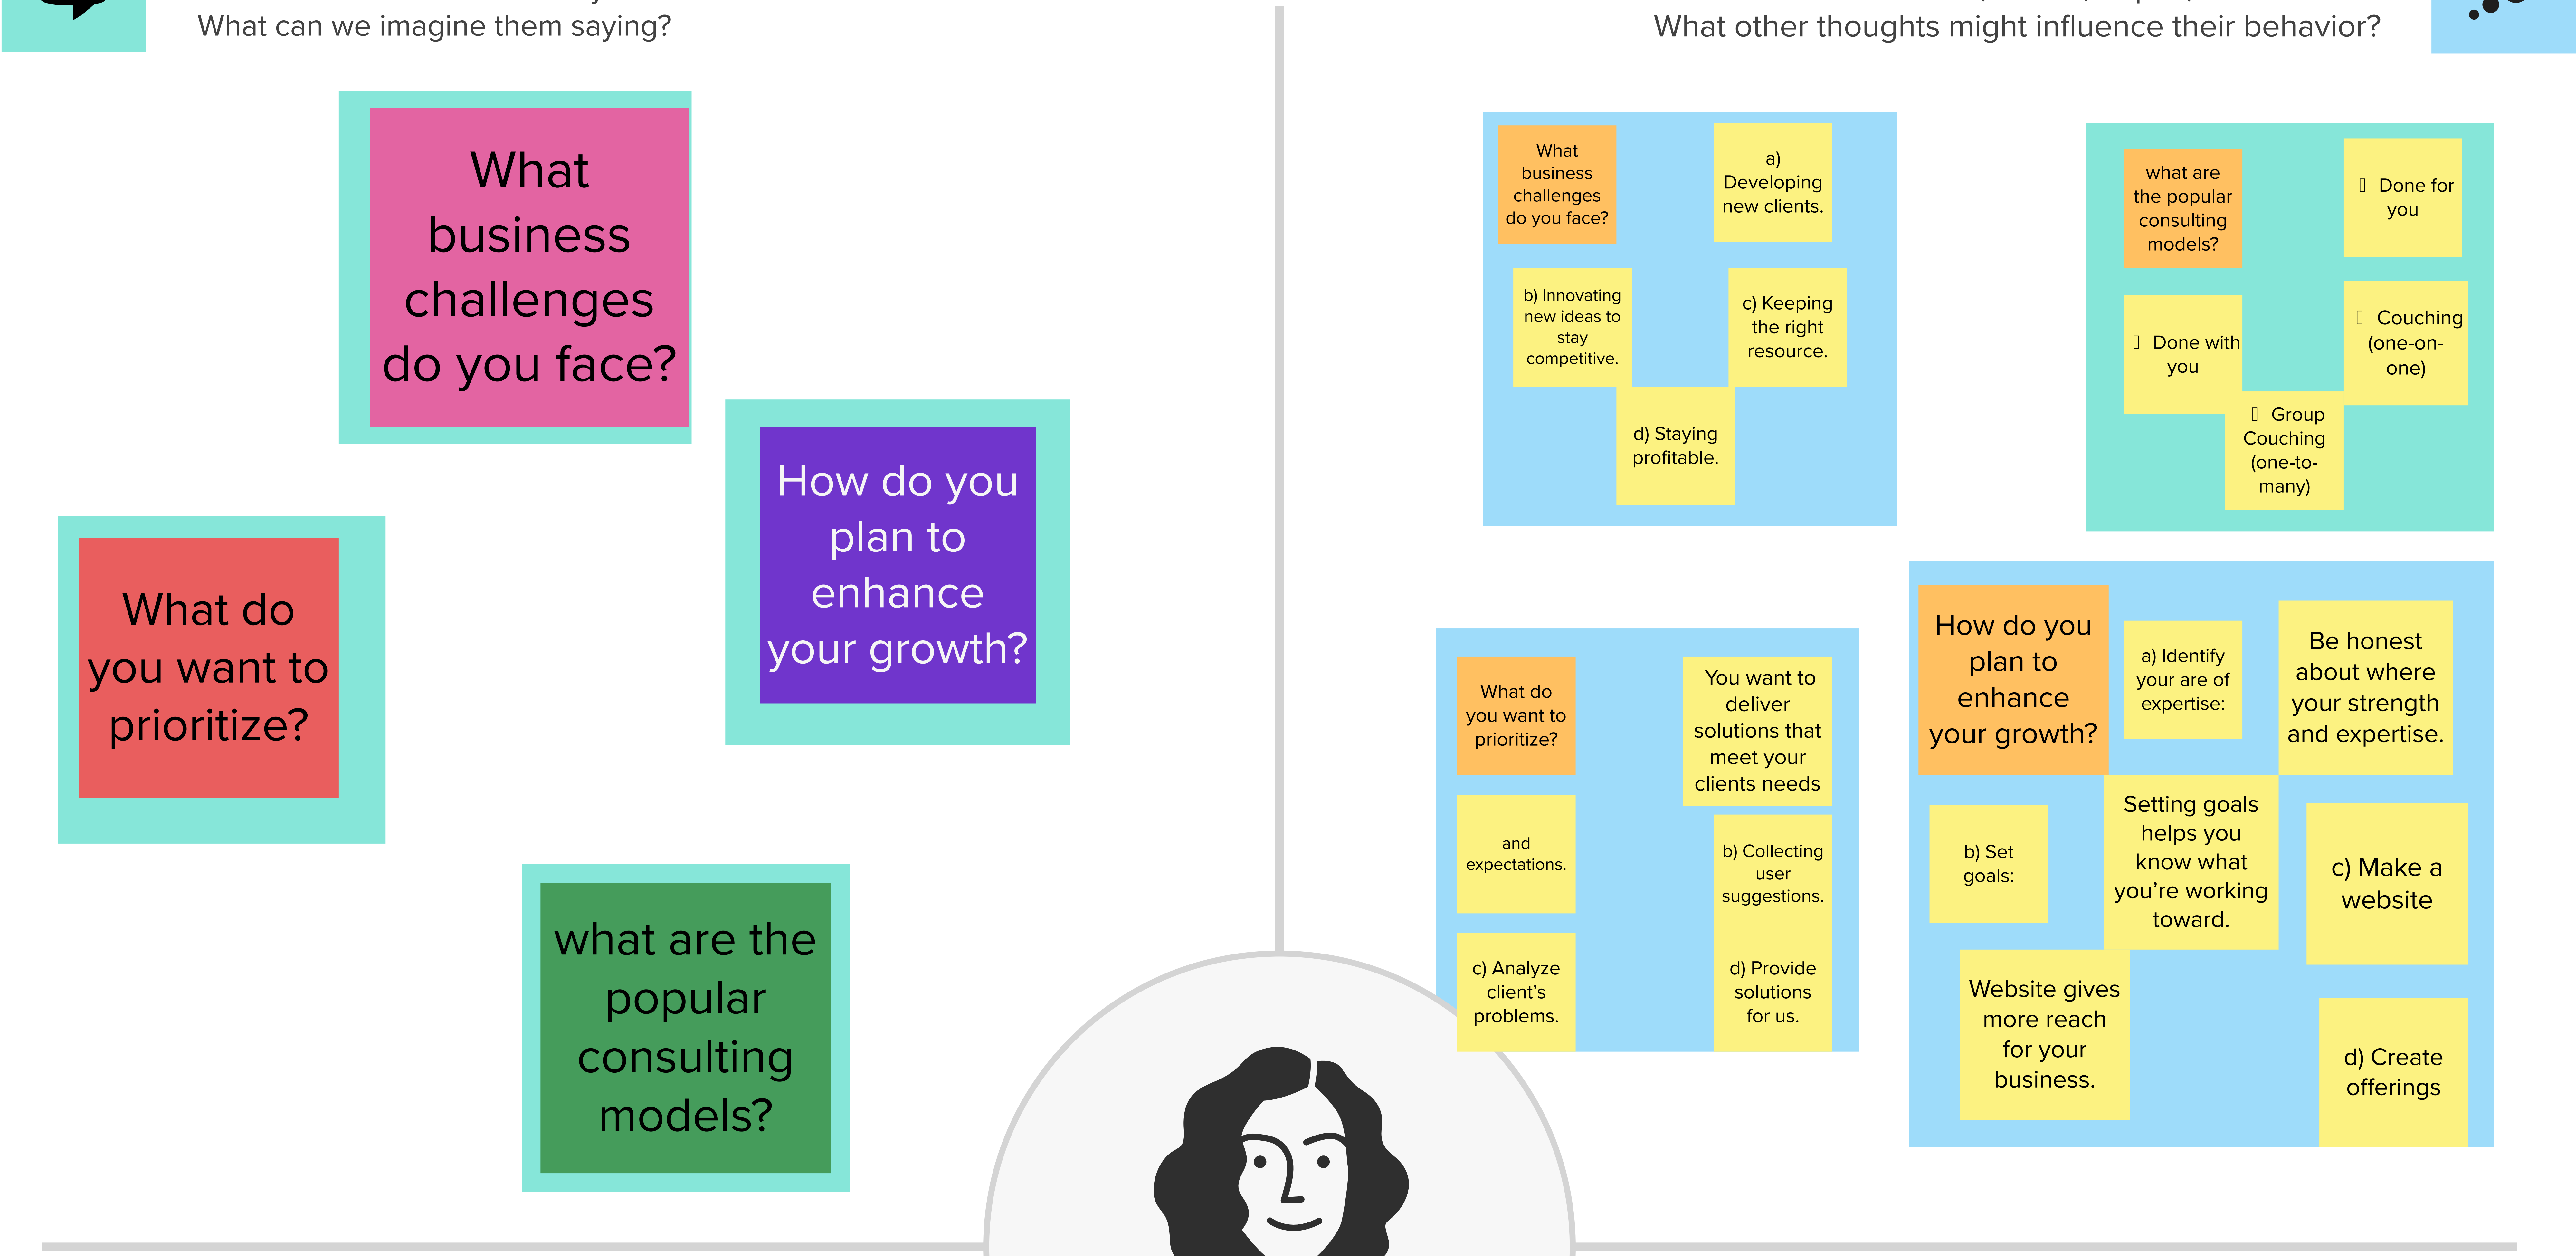 What can we imagine them saying?
What
business
challenges
do you face?
How do you
plan to
enhance
your growth?
What do
you want to
prioritize?
what are the
popular
consulting
models?
What other thoughts might influence their behavior?
What
business
challenges
do you face?
a)
Developing
new clients.
b) Innovating
new ideas to
stay
competitive.
c) Keeping
the right
resource.
d) Staying
profitable.
what are
the popular
consulting
models?
Done for
you
Done with
you
Couching
(one-on-
one)
Group
Couching
(one-to-
many)
What do
you want to
prioritize?
You want to
deliver
solutions that
meet your
clients needs
and
expectations.
b) Collecting
user
suggestions.
c) Analyze
client’s
problems.
d) Provide
solutions
for us.
How do you
plan to
enhance
your growth?
a) Identify
your are of
expertise:
Be honest
about where
your strength
and expertise.
b) Set
goals:
Setting goals
helps you
know what
you’re working
toward.
c) Make a
website
Website gives
more reach
for your
business.
d) Create
offerings